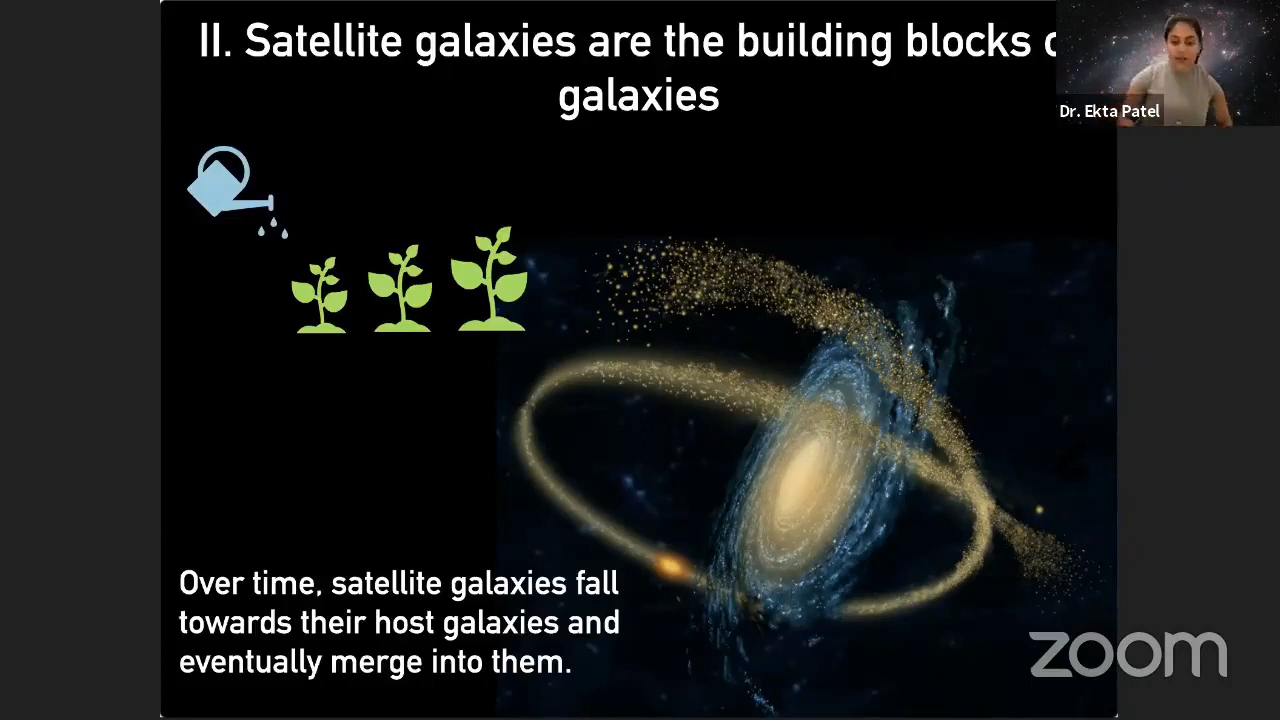 II. Satellite galaxies are the building blocks
galaxies
Dr. Ekta Patel
Over time, satellite galaxies fall
towards their host galaxies and
eventually merge into them.
zoom